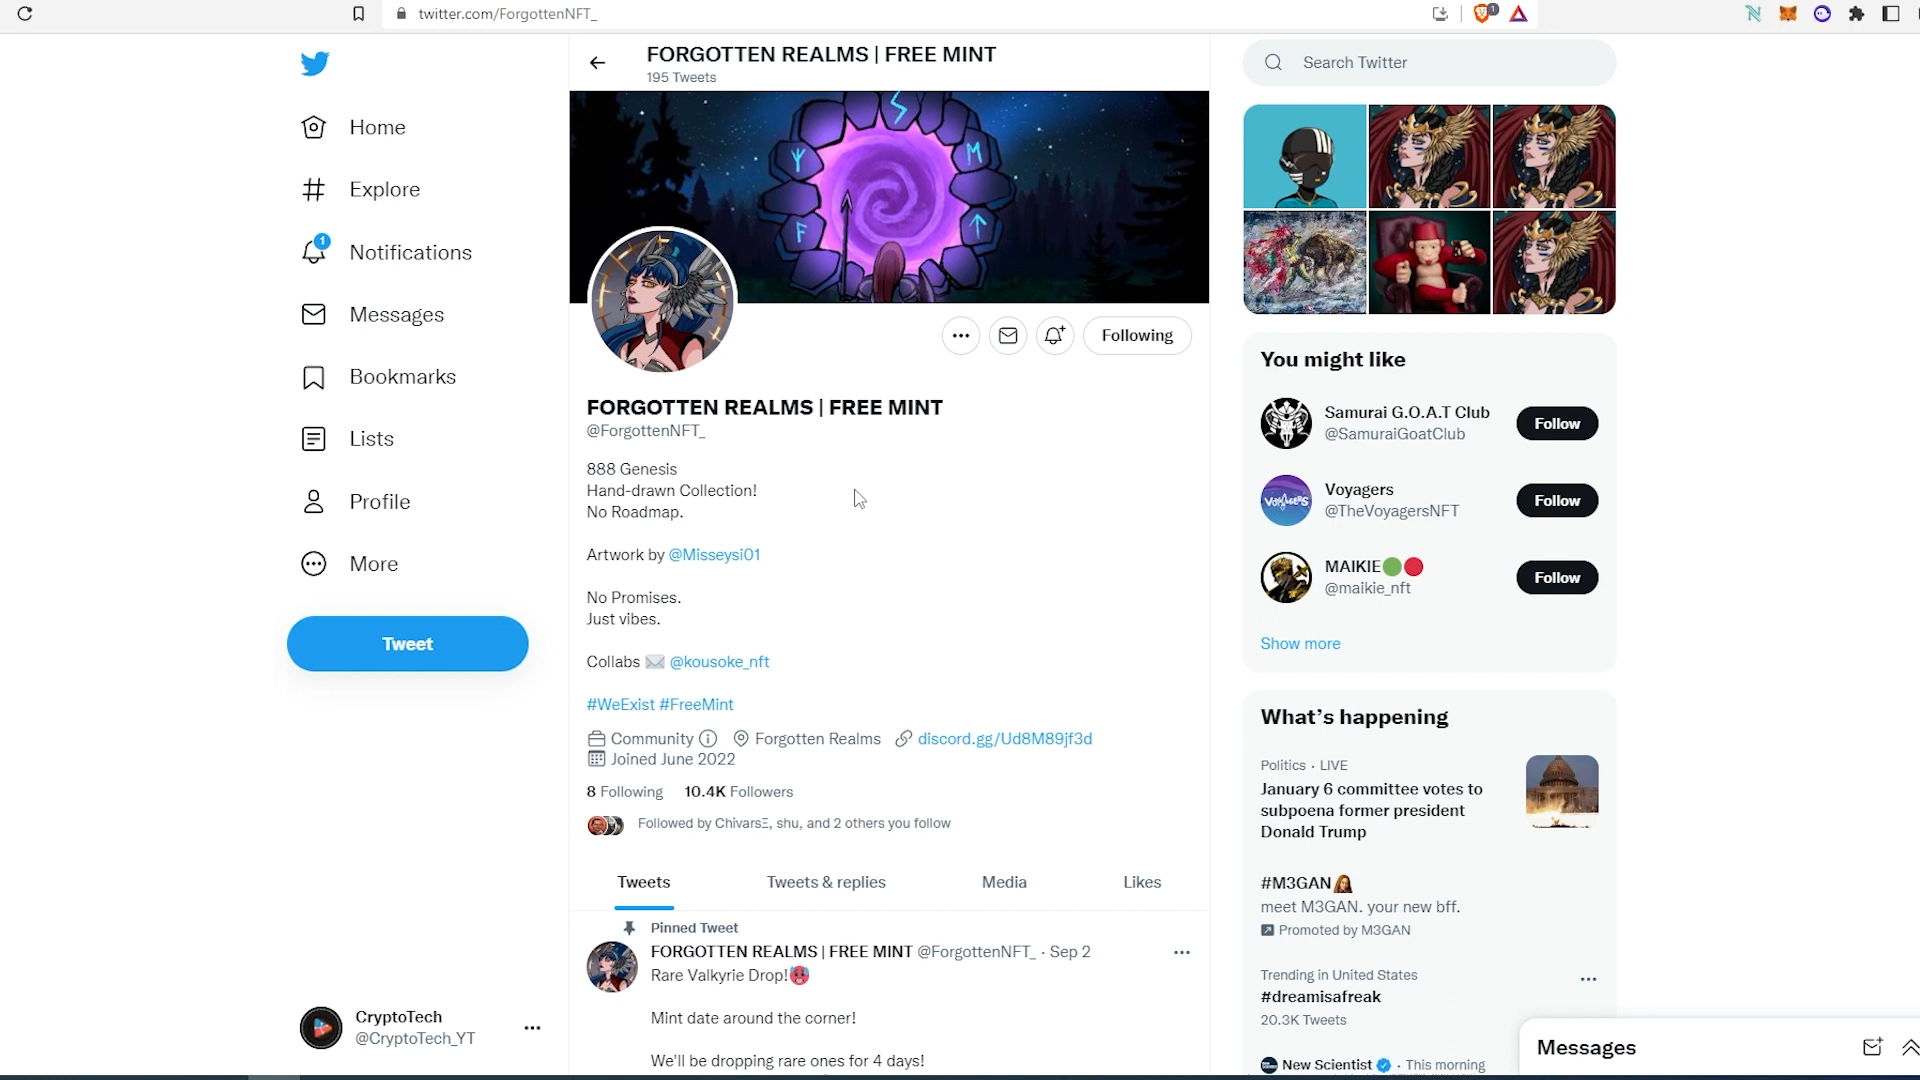 twitter.com/ForgottenNFT_
1
FORGOTTEN REALMS | FREE MINT
195 Tweets
Search Twitter
Home
Explore
1
Notifications
Messages
Bookmarks
Lists
Profile
More
Tweet
CryptoTech
@CryptoTech_YT
Following
FORGOTTEN REALMS | FREE MINT
@ForgottenNFT_
888 Genesis
Hand-drawn Collection!
No Roadmap.
Artwork by @Misseysi01
No Promises.
Just vibes.
Collabs ✉️ @kousoke_nft
#WeExist #FreeMint
Community Forgotten Realms discord.gg/Ud8M89jf3d
Joined June 2022
8 Following 10.4K Followers
Followed by ChivarsΞ, shu, and 2 others you follow
Tweets Tweets & replies Media Likes
Pinned Tweet
FORGOTTEN REALMS | FREE MINT @ForgottenNFT_ · Sep 2
Rare Valkyrie Drop!🥵
Mint date around the corner!
We'll be dropping rare ones for 4 days!
You might like
Samurai G.O.A.T Club
@SamuraiGoatClub
Follow
VOYAGERS
Voyagers
@TheVoyagersNFT
Follow
MAIKIE🟢🔴
@maikie_nft
Follow
Show more
What's happening
Politics · LIVE
January 6 committee votes to
subpoena former president
Donald Trump
#M3GAN
meet M3GAN. your new bff.
Promoted by M3GAN
Trending in United States
#dreamisafreak
20.3K Tweets
New Scientist · This morning
Messages